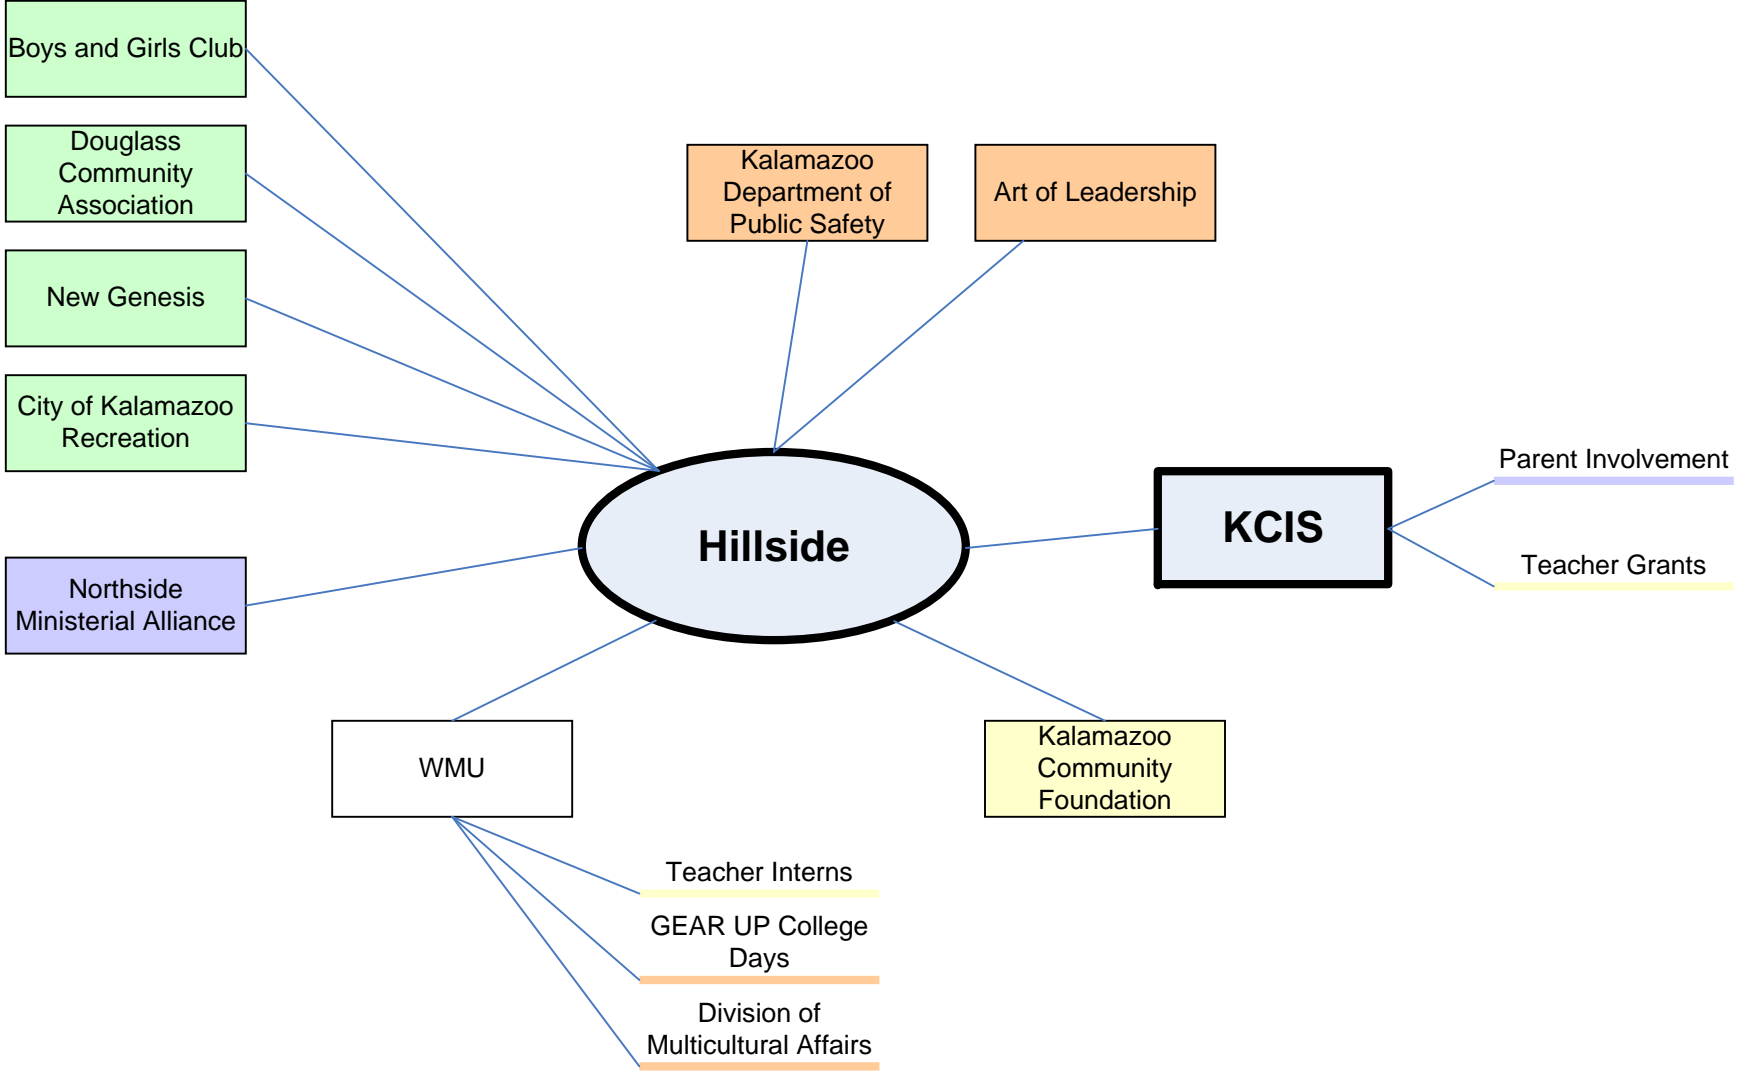 Boys and Girls Club
Douglass
Community
Association
New Genesis
City of Kalamazoo
Recreation
Northside
Ministerial Alliance
Kalamazoo
Department of
Public Safety
Art of Leadership
Hillside
KCIS
Parent Involvement
Teacher Grants
WMU
Kalamazoo
Community
Foundation
Teacher Interns
GEAR UP College
Days
Division of
Multicultural Affairs